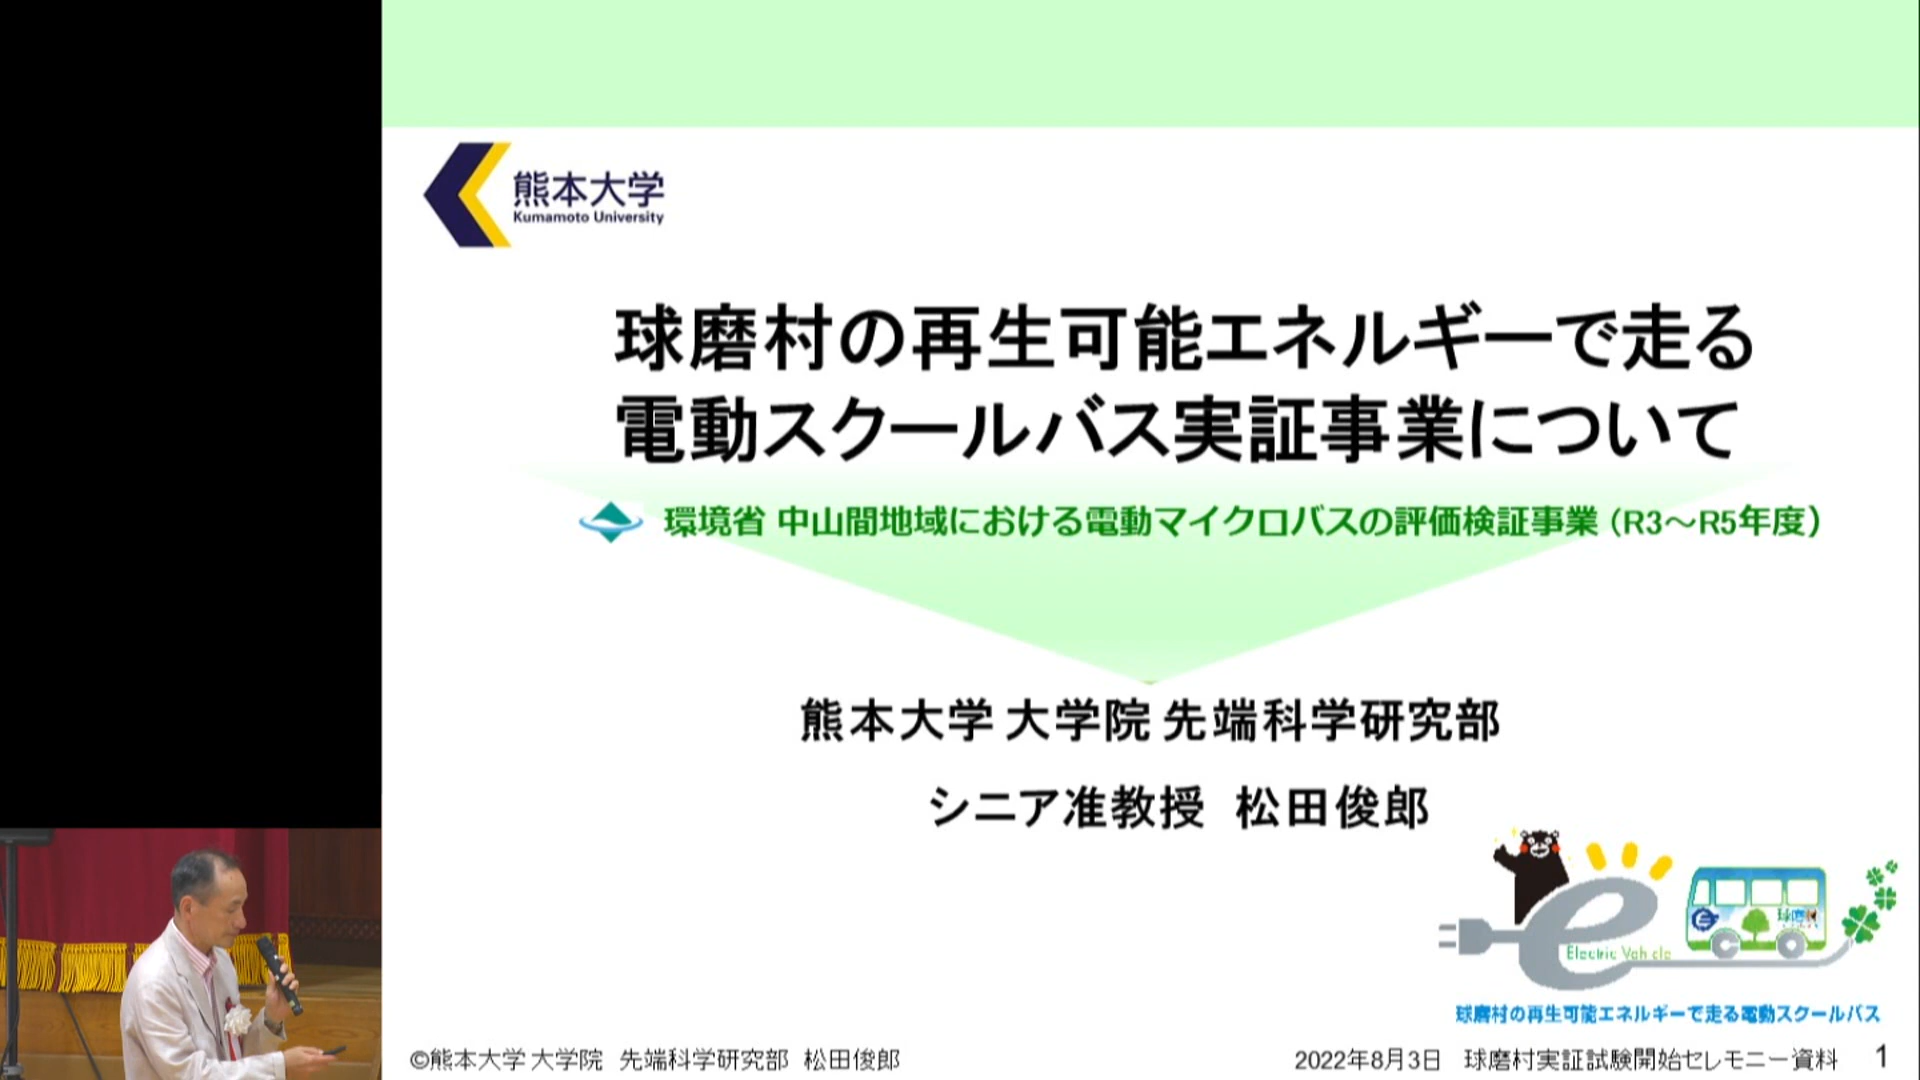 熊本大学
Kumamoto University
球磨村の再生可能エネルギーで走る
電動スクールバス実証事業について
環境省 中山間地域における電動マイクロバスの評価検証事業（R3～R5年度）
熊本大学 大学院 先端科学研究部
シニア准教授 松田俊郎
球磨村
Electric Vehicle
球磨村の再生可能エネルギーで走る電動スクールバス
©熊本大学 大学院 先端科学研究部 松田俊郎
2022年8月3日 球磨村実証試験開始セレモニー資料 1